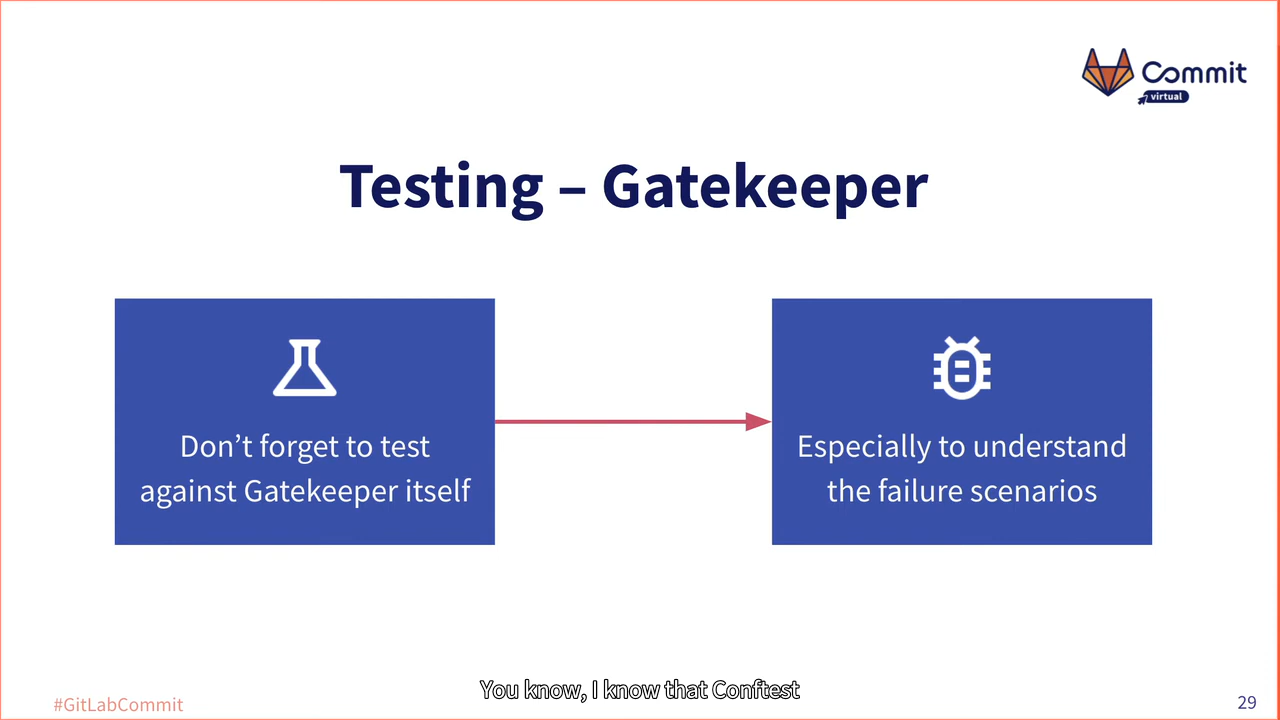 Commit
virtual
Testing – Gatekeeper
Don’t forget to test
against Gatekeeper itself
Especially to understand
the failure scenarios
You know, I know that Conftest
#GitLabCommit
29